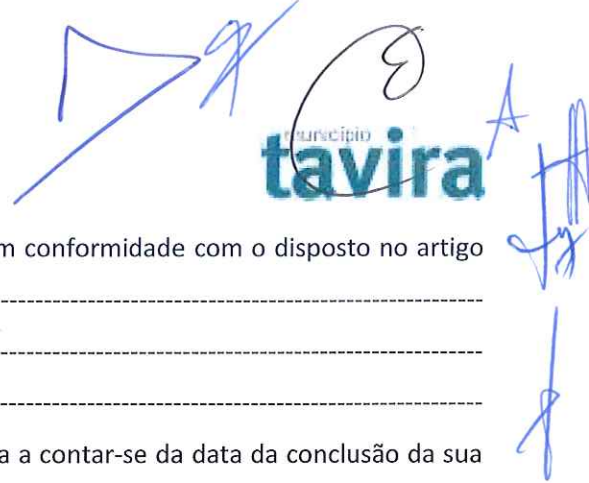 município
tavira
m conformidade com o disposto no artigo
a a contar-se da data da conclusão da sua